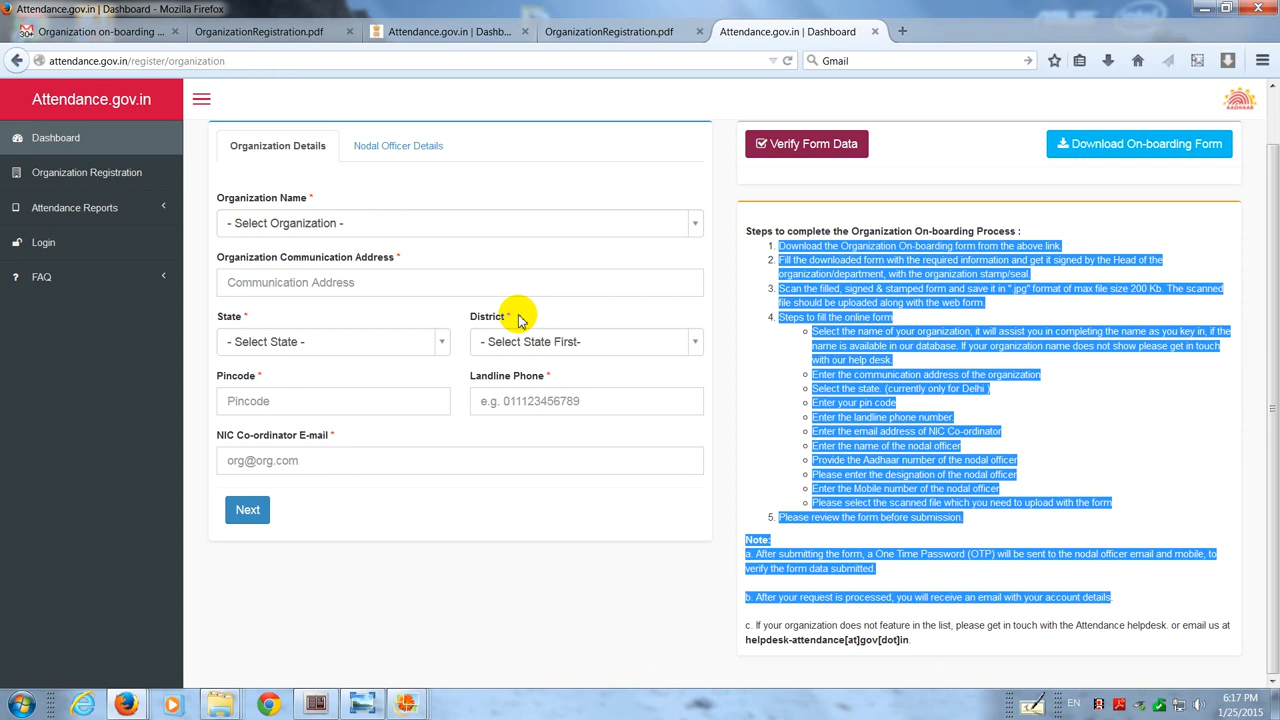 Attendance.gov.in | Dashboard - Mozilla Firefox
30+ Organization on-boarding ... × OrganizationRegistration.pdf × Attendance.gov.in | Dashb... × OrganizationRegistration.pdf × Attendance.gov.in | Dashboard × +
attendance.gov.in/register/organization Gmail
Attendance.gov.in
AADHAAR
Dashboard
Organization Registration
Attendance Reports
Login
FAQ
Organization Details Nodal Officer Details
Organization Name *
- Select Organization -
Organization Communication Address *
Communication Address
State * District *
- Select State - - Select State First-
Pincode * Landline Phone *
Pincode e.g. 011123456789
NIC Co-ordinator E-mail *
org@org.com
Next
Verify Form Data Download On-boarding Form
Steps to complete the Organization On-boarding Process :
1. Download the Organization On-boarding form from the above link.
2. Fill the downloaded form with the required information and get it signed by the Head of the
organization/department, with the organization stamp/seal.
3. Scan the filled, signed & stamped form and save it in ".jpg" format of max file size 200 Kb. The scanned
file should be uploaded along with the web form.
4. Steps to fill the online form
Select the name of your organization, it will assist you in completing the name as you key in, if the
name is available in our database. If your organization name does not show please get in touch
with our help desk.
Enter the communication address of the organization
Select the state. (currently only for Delhi )
Enter your pin code
Enter the landline phone number.
Enter the email address of NIC Co-ordinator
Enter the name of the nodal officer
Provide the Aadhaar number of the nodal officer
Please enter the designation of the nodal officer
Enter the Mobile number of the nodal officer
Please select the scanned file which you need to upload with the form
5. Please review the form before submission.
Note:
a. After submitting the form, a One Time Password (OTP) will be sent to the nodal officer email and mobile, to
verify the form data submitted.
b. After your request is processed, you will receive an email with your account details.
c. If your organization does not feature in the list, please get in touch with the Attendance helpdesk. or email us at
helpdesk-attendance[at]gov[dot]in.
EN
6:17 PM
1/25/2015